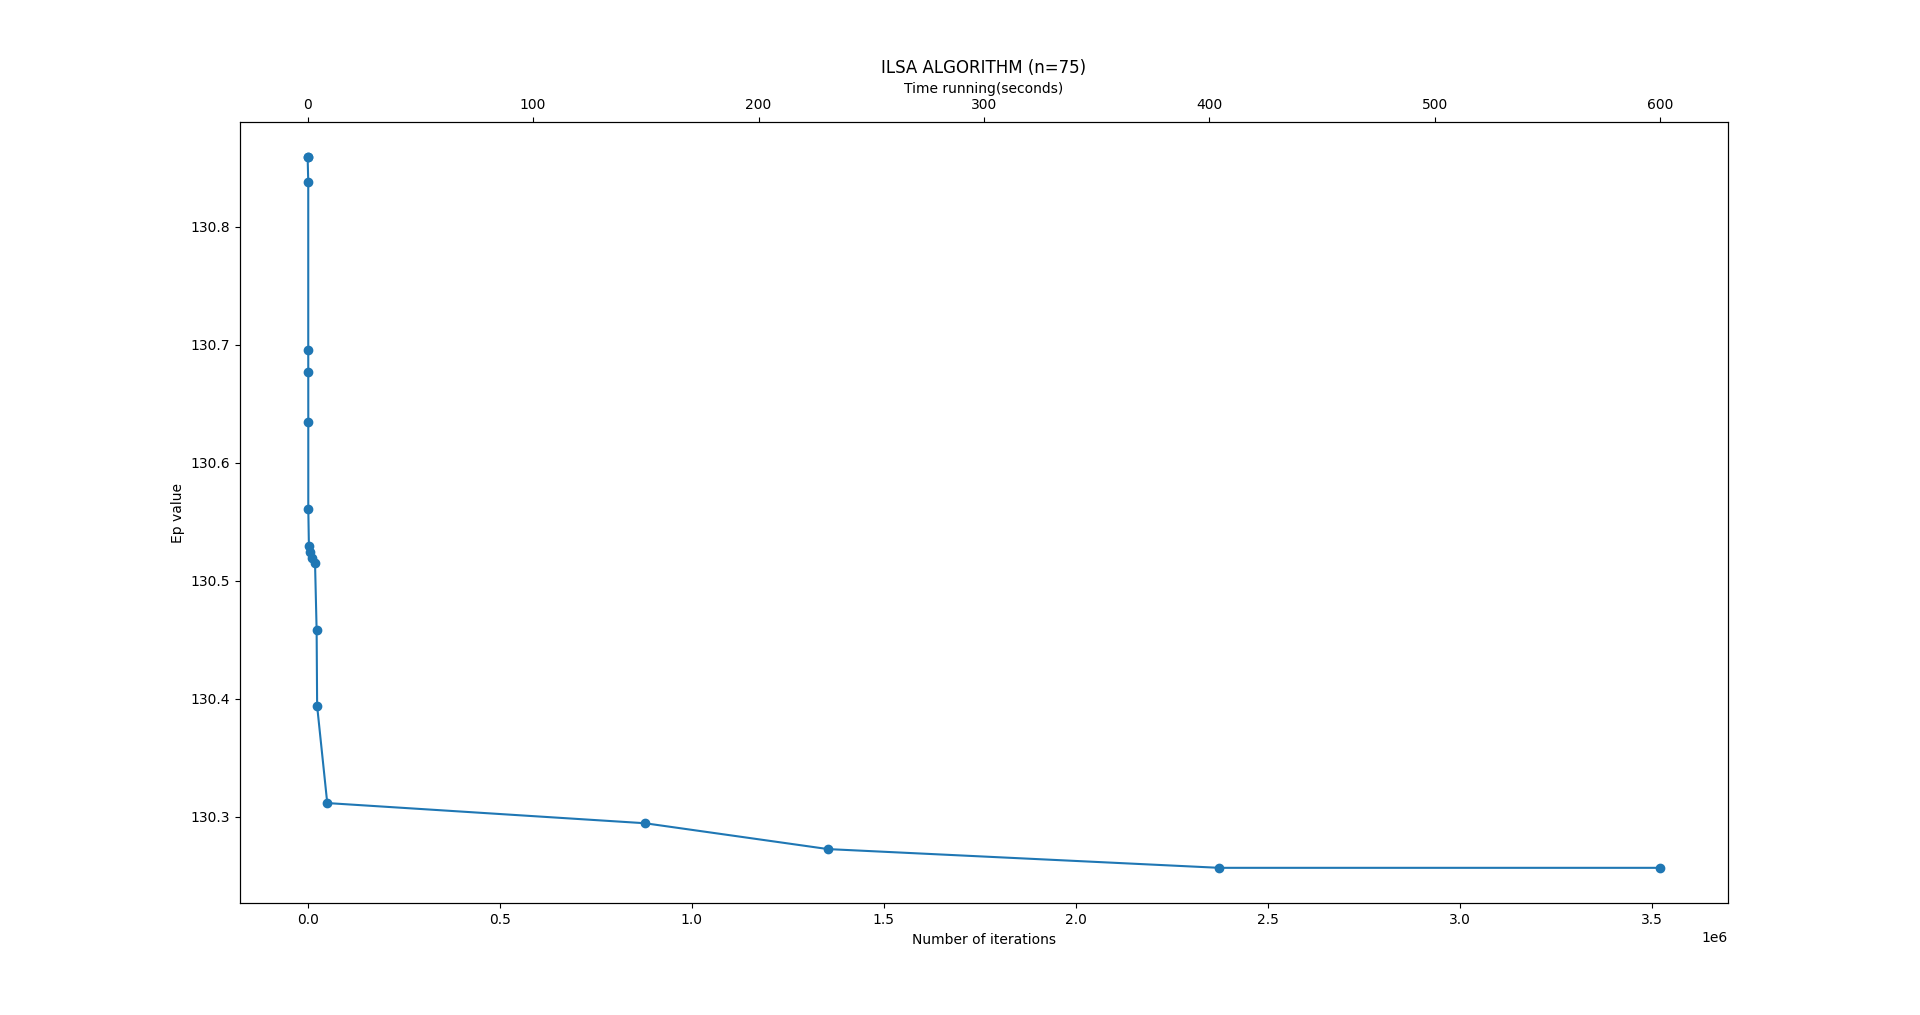 ILSA ALGORITHM (n=75)
Time running(seconds)
0 100 200 300 400 500 600
130.8
130.7
130.6
130.5
130.4
130.3
Ep value
0.0 0.5 1.0 1.5 2.0 2.5 3.0 3.5
1e6
Number of iterations